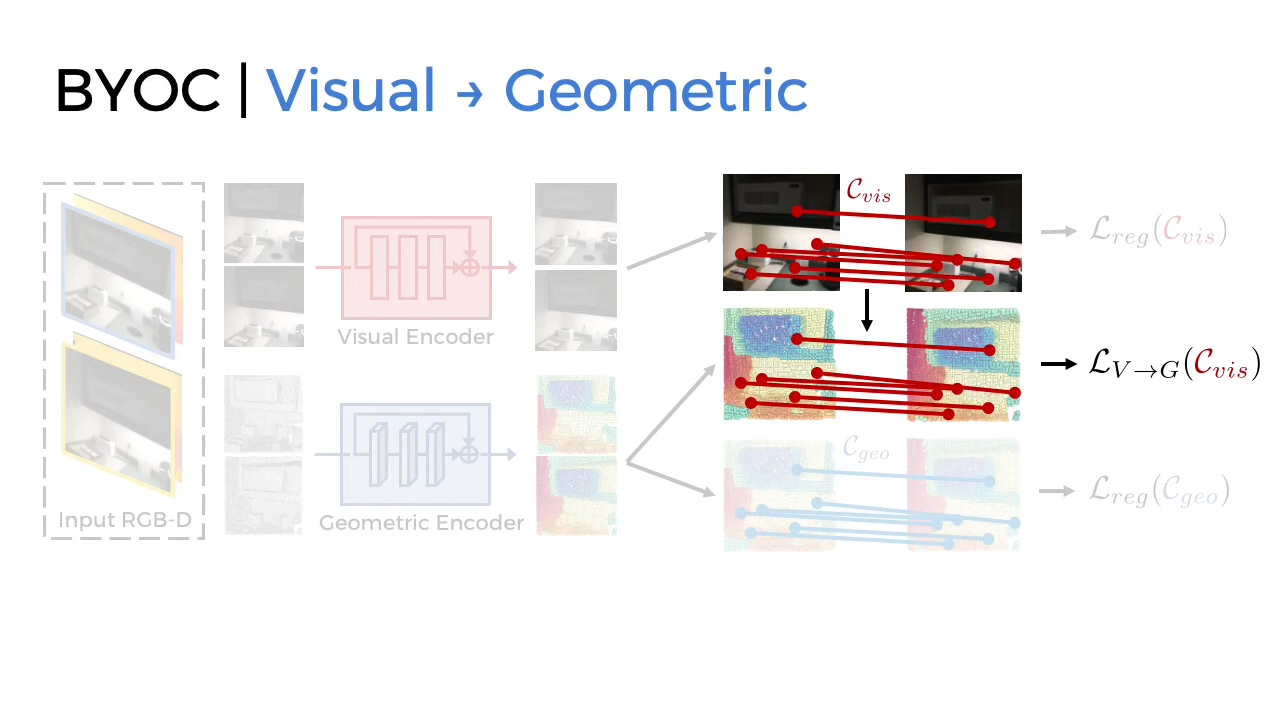 BYOC | Visual → Geometric
Input RGB-D
Visual Encoder
Geometric Encoder
𝒞_vis
𝒞_geo
ℒ_reg(𝒞_vis)
ℒ_V→G(𝒞_vis)
ℒ_reg(𝒞_geo)